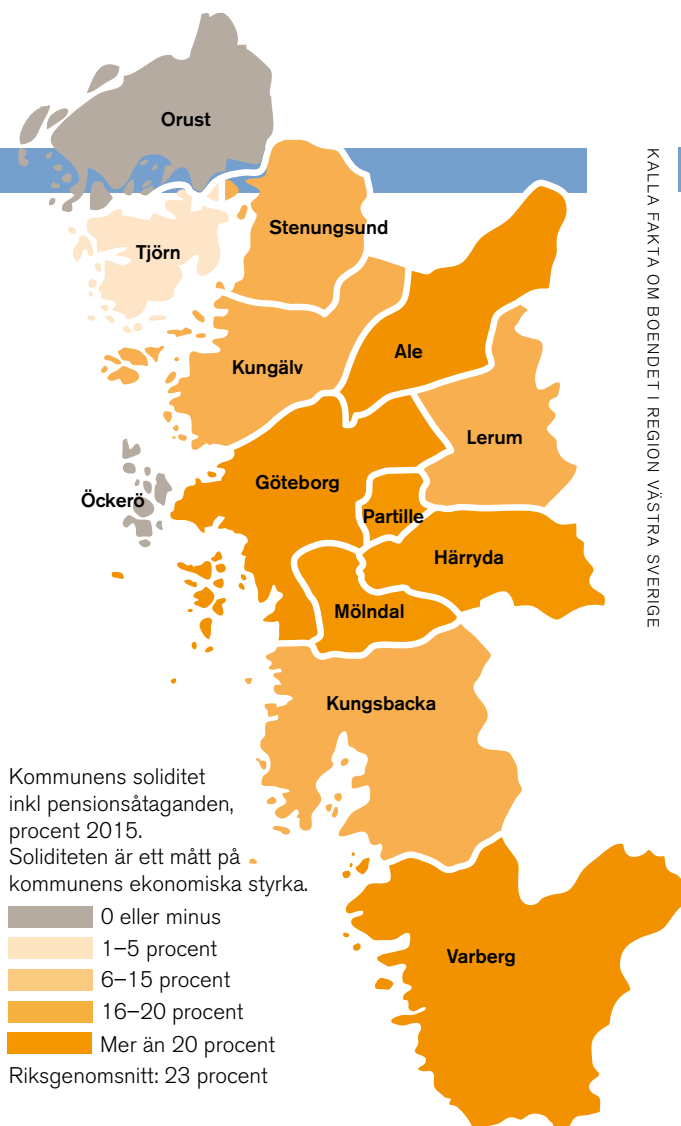 Orust
KALLA FAKTA OM BOENDET I REGION VÄSTRA SVERIGE
Stenungsund
Tjörn
Ale
Kungälv
Lerum
Göteborg
Öckerö
Partille
Härryda
Mölndal
Kungsbacka
Kommunens soliditet
inkl pensionsåtaganden,
procent 2015.
Soliditeten är ett mått på
kommunens ekonomiska styrka.
0 eller minus
1–5 procent
6–15 procent
16–20 procent
Mer än 20 procent
Riksgenomsnitt: 23 procent
Varberg